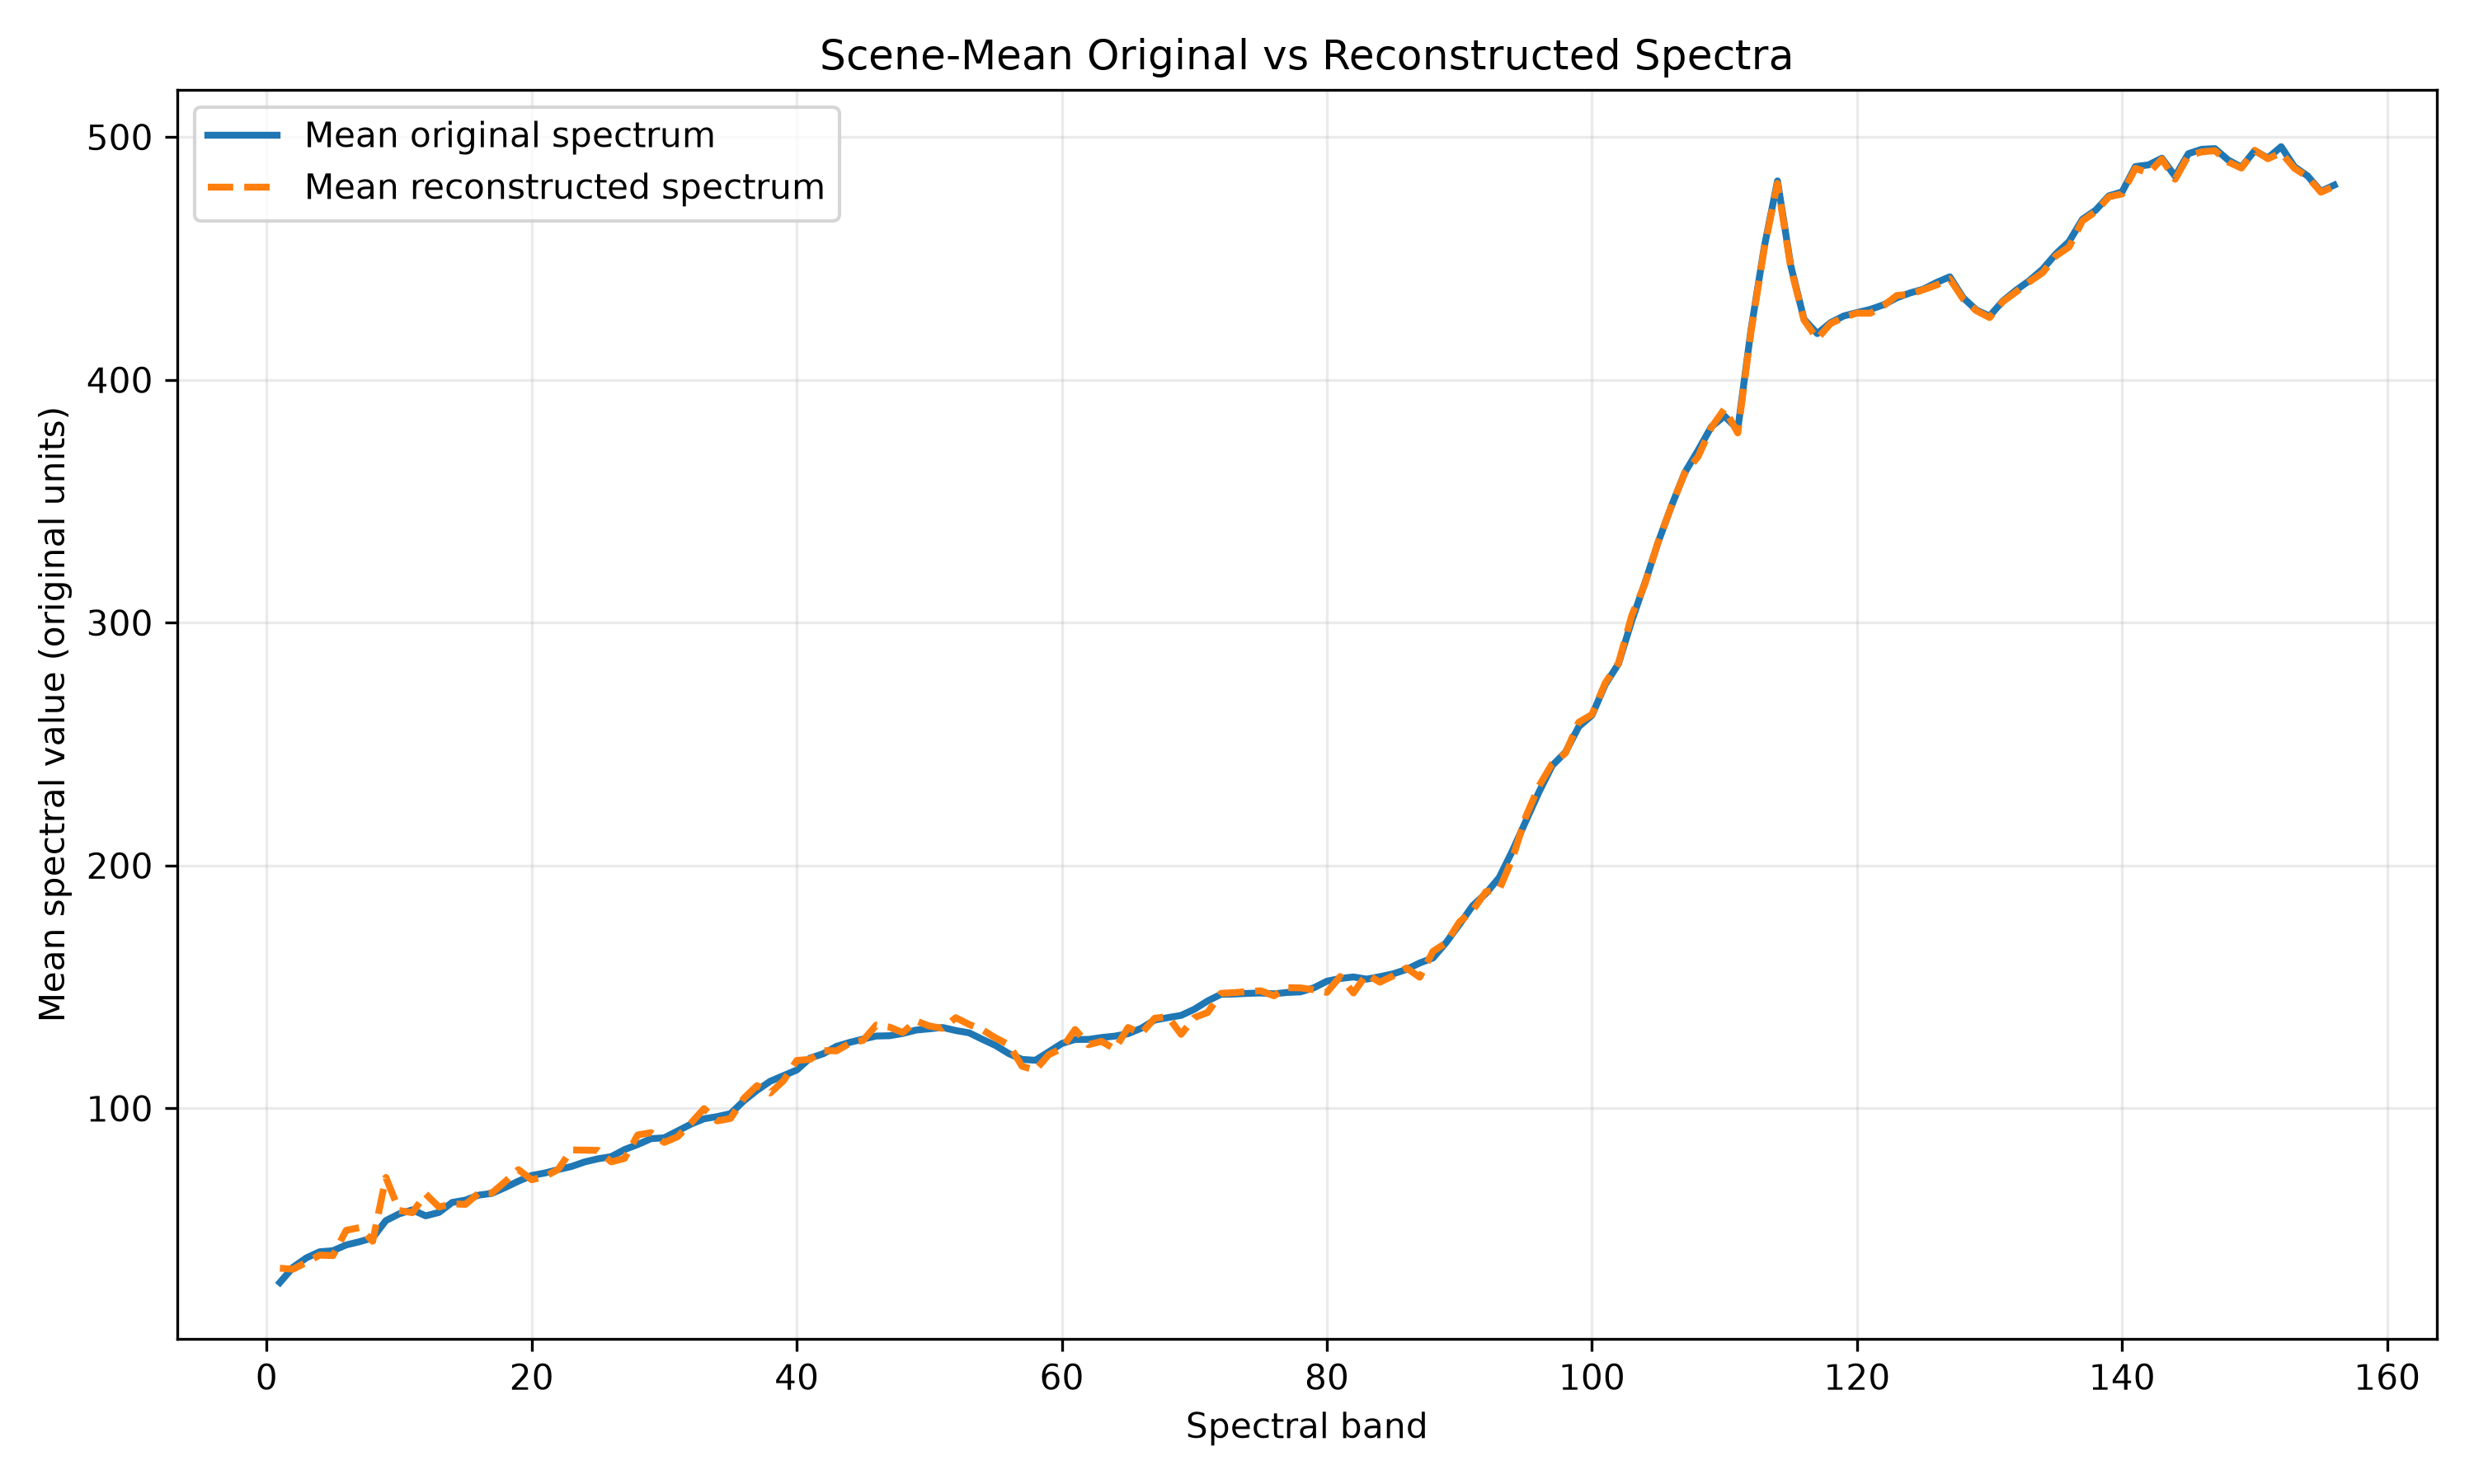 Scene-Mean Original vs Reconstructed Spectra
Mean original spectrum
Mean reconstructed spectrum
Mean spectral value (original units)
500
400
300
200
100
0 20 40 60 80 100 120 140 160
Spectral band